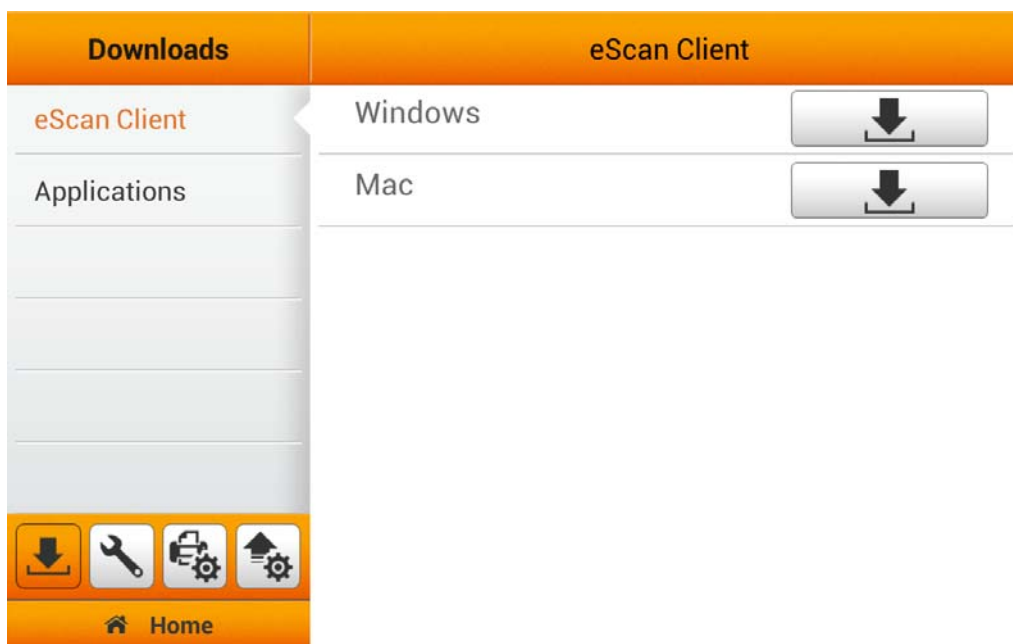 Downloads
eScan Client
eScan Client
Windows
Applications
Mac
Home